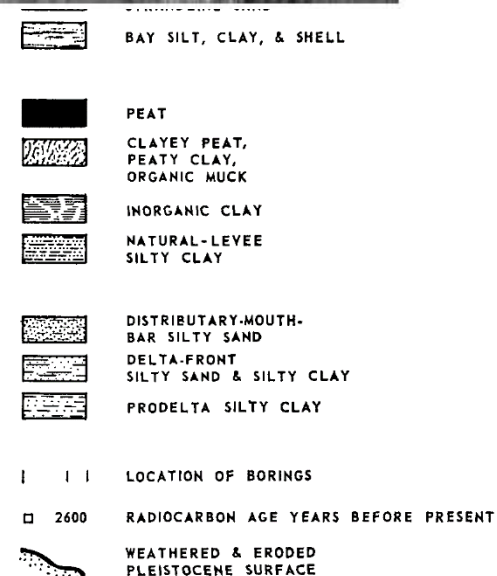 BAY SILT, CLAY, & SHELL
PEAT
CLAYEY PEAT,
PEATY CLAY,
ORGANIC MUCK
INORGANIC CLAY
NATURAL-LEVEE
SILTY CLAY
DISTRIBUTARY-MOUTH-
BAR SILTY SAND
DELTA-FRONT
SILTY SAND & SILTY CLAY
PRODELTA SILTY CLAY
LOCATION OF BORINGS
2600 RADIOCARBON AGE YEARS BEFORE PRESENT
WEATHERED & ERODED
PLEISTOCENE SURFACE